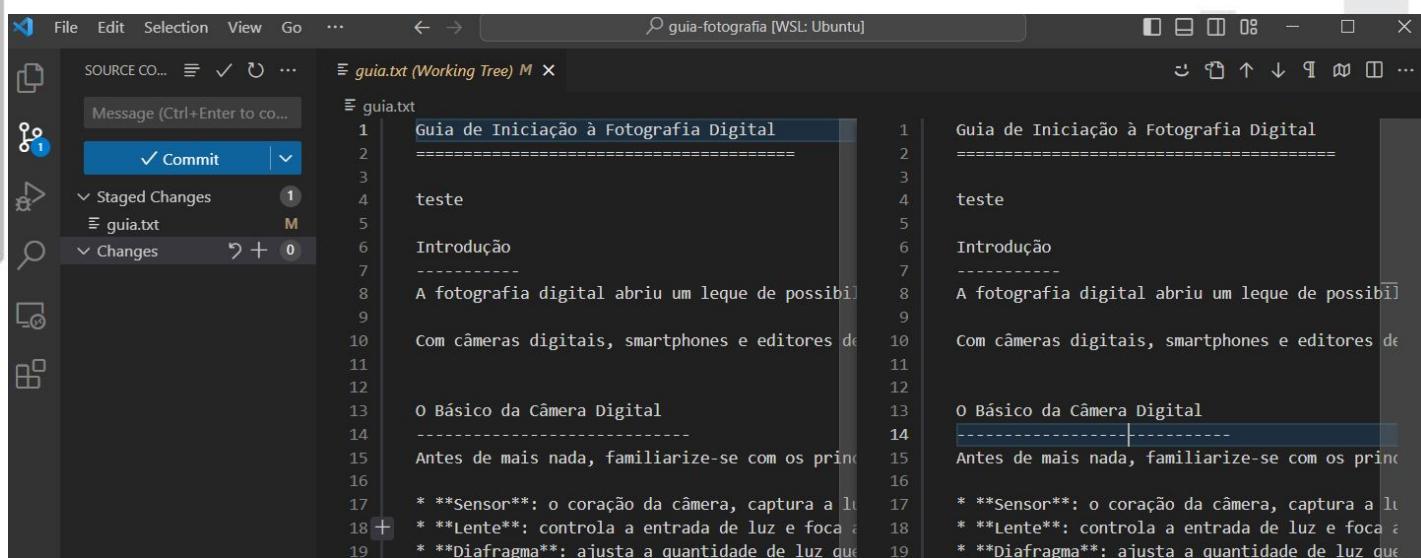 File Edit Selection View Go ··· guia-fotografia [WSL: Ubuntu]
SOURCE CO... ···
Message (Ctrl+Enter to co...
1
Commit
Staged Changes 1
guia.txt M
Changes 0
guia.txt (Working Tree) M
guia.txt
1 Guia de Iniciação à Fotografia Digital
2 ========================================
3
4 teste
5
6 Introdução
7 -----------
8 A fotografia digital abriu um leque de possibil
9
10 Com câmeras digitais, smartphones e editores de
11
12
13 O Básico da Câmera Digital
14 -----------------------------
15 Antes de mais nada, familiarize-se com os princ
16
17 * **Sensor**: o coração da câmera, captura a lu
18 * **Lente**: controla a entrada de luz e foca a
19 * **Diafragma**: ajusta a quantidade de luz que
1 Guia de Iniciação à Fotografia Digital
2 ========================================
3
4 teste
5
6 Introdução
7 -----------
8 A fotografia digital abriu um leque de possibil
9
10 Com câmeras digitais, smartphones e editores de
11
12
13 O Básico da Câmera Digital
14 -----------------------------
15 Antes de mais nada, familiarize-se com os princ
16
17 * **Sensor**: o coração da câmera, captura a lu
18 * **Lente**: controla a entrada de luz e foca a
19 * **Diafragma**: ajusta a quantidade de luz que